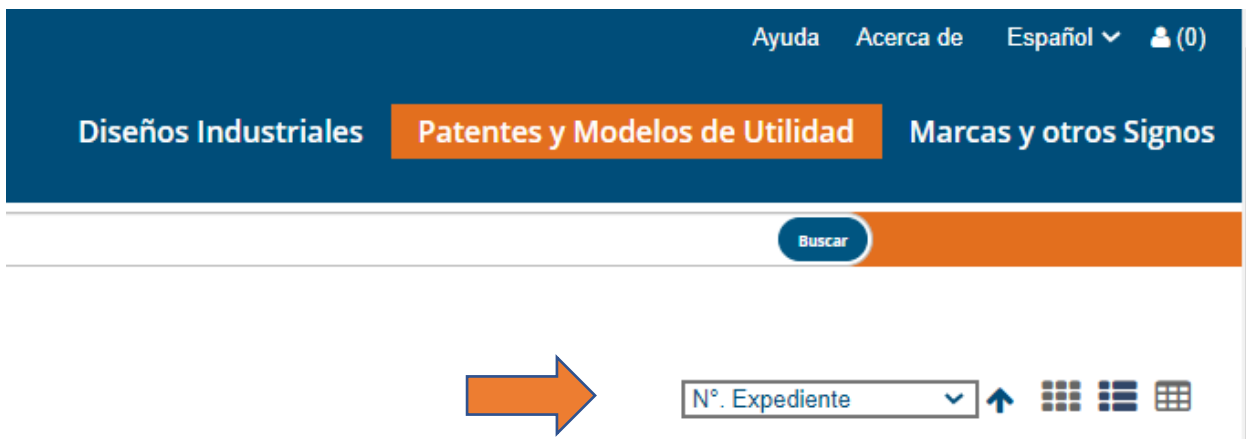 Ayuda Acerca de Español (0)
Diseños Industriales Patentes y Modelos de Utilidad Marcas y otros Signos
Buscar
N°. Expediente